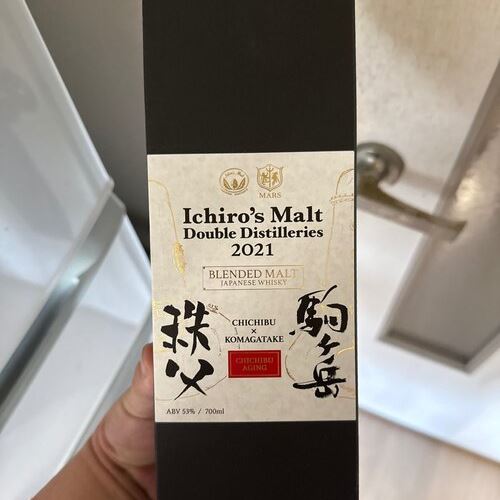 MARS
Ichiro's Malt
Double Distilleries
2021
BLENDED MALT
JAPANESE WHISKY
秩父
CHICHIBU
×
KOMAGATAKE
駒ヶ岳
CHICHIBU
AGING
ABV 53% / 700ml